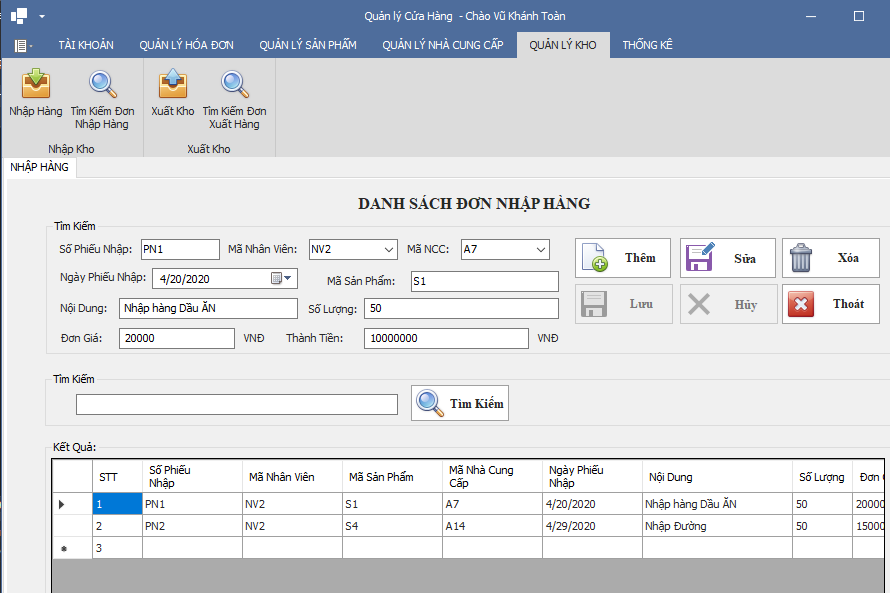 Quản lý Cửa Hàng - Chào Vũ Khánh Toàn
TÀI KHOẢN QUẢN LÝ HÓA ĐƠN QUẢN LÝ SẢN PHẨM QUẢN LÝ NHÀ CUNG CẤP QUẢN LÝ KHO THỐNG KÊ
Nhập Hàng Tìm Kiếm Đơn Nhập Hàng Xuất Kho Tìm Kiếm Đơn Xuất Hàng
Nhập Kho Xuất Kho
NHẬP HÀNG
DANH SÁCH ĐƠN NHẬP HÀNG
Tìm Kiếm
Số Phiếu Nhập: PN1 Mã Nhân Viên: NV2 Mã NCC: A7 Thêm Sửa Xóa
Ngày Phiếu Nhập: 4/20/2020 Mã Sản Phẩm: S1
Nội Dung: Nhập hàng Dầu ĂN Số Lượng: 50 Lưu Hủy Thoát
Đơn Giá: 20000 VNĐ Thành Tiền: 10000000 VNĐ
Tìm Kiếm
Tìm Kiếm
Kết Quả:
STT Số Phiếu Nhập Mã Nhân Viên Mã Sản Phẩm Mã Nhà Cung Cấp Ngày Phiếu Nhập Nội Dung Số Lượng Đơn
1 PN1 NV2 S1 A7 4/20/2020 Nhập hàng Dầu ĂN 50 20000
2 PN2 NV2 S4 A14 4/29/2020 Nhập Đường 50 15000
3